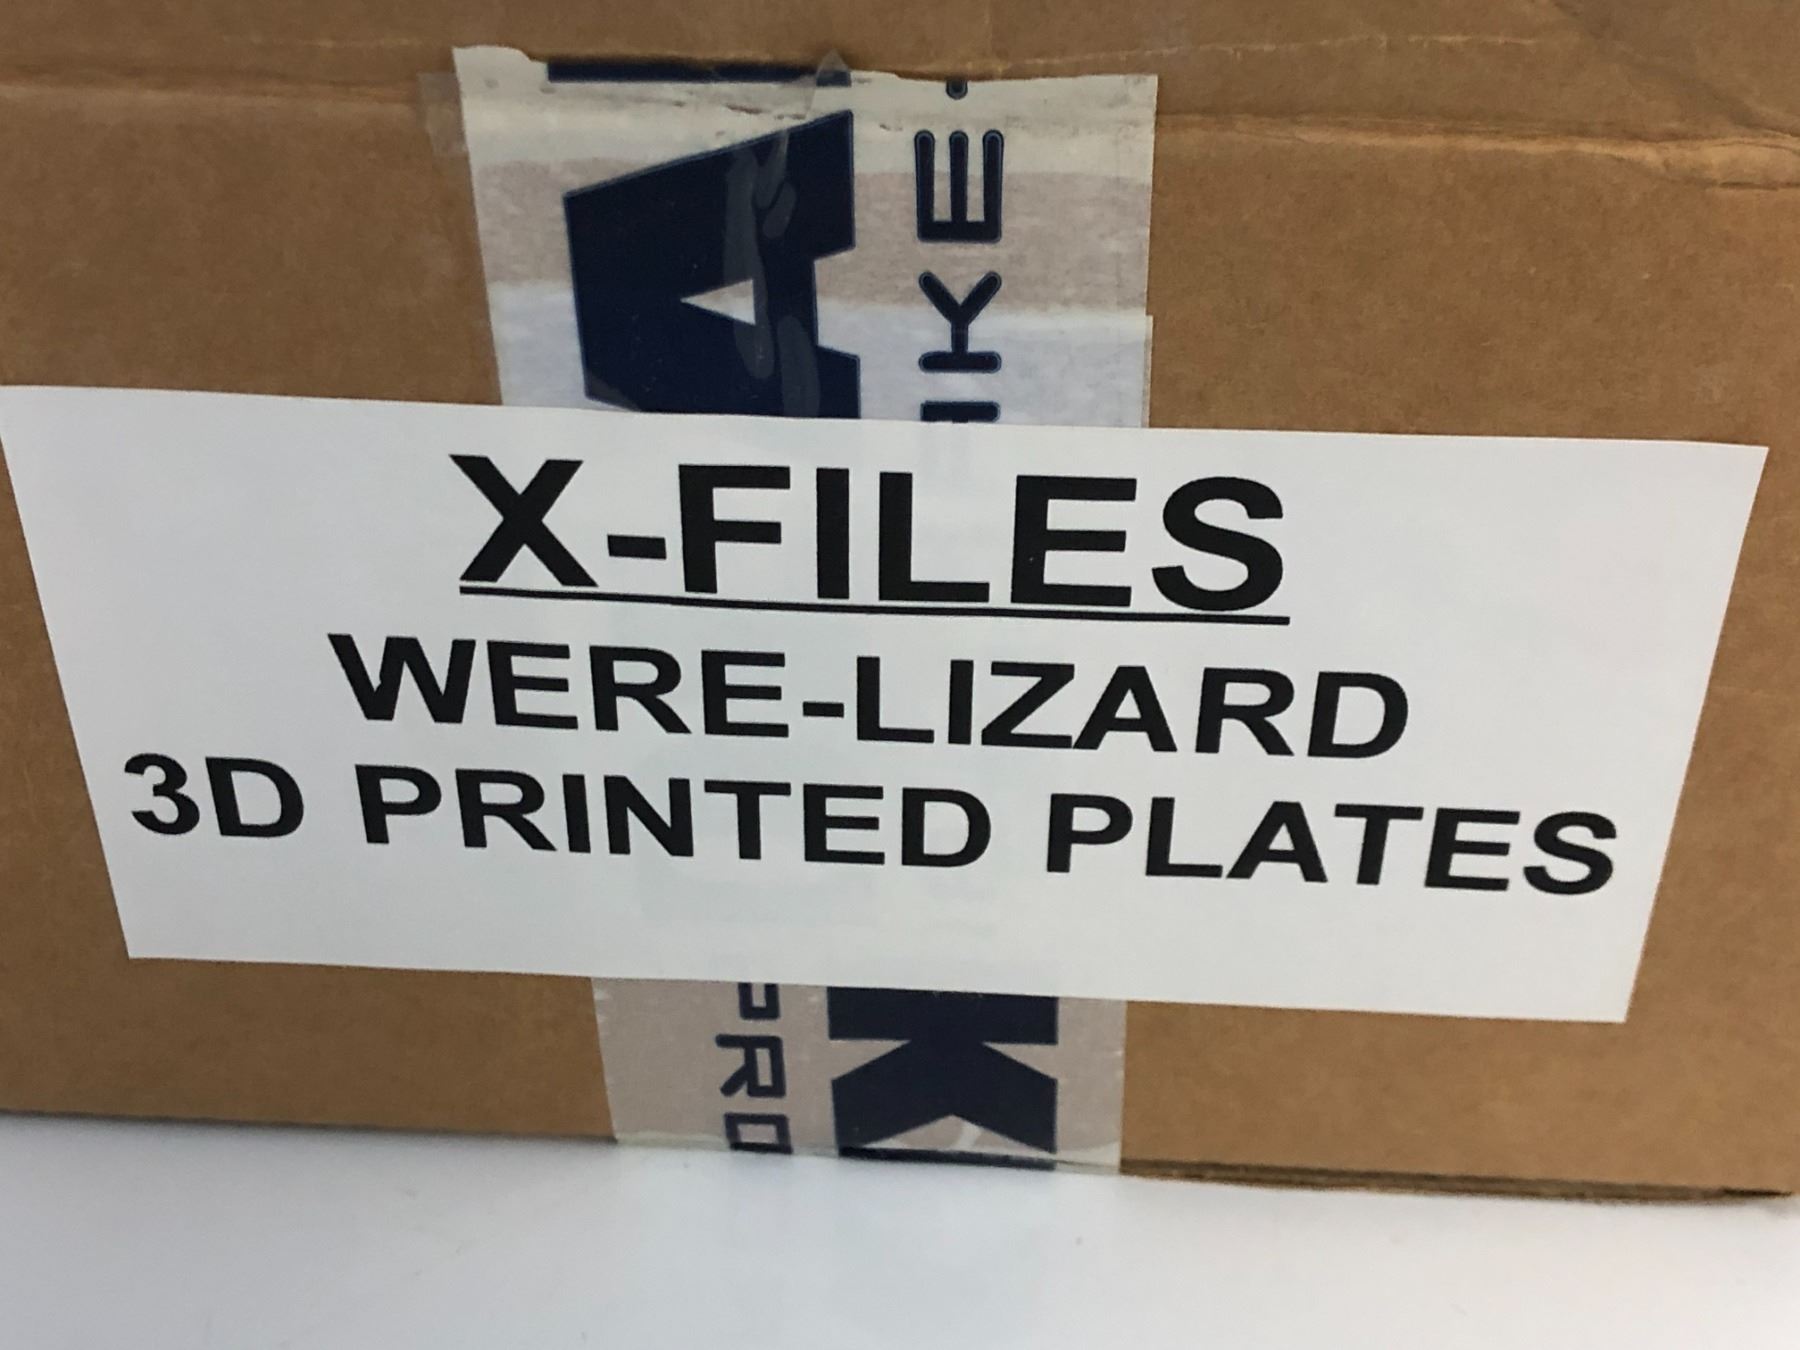 X-FILES
WERE-LIZARD
3D PRINTED PLATES